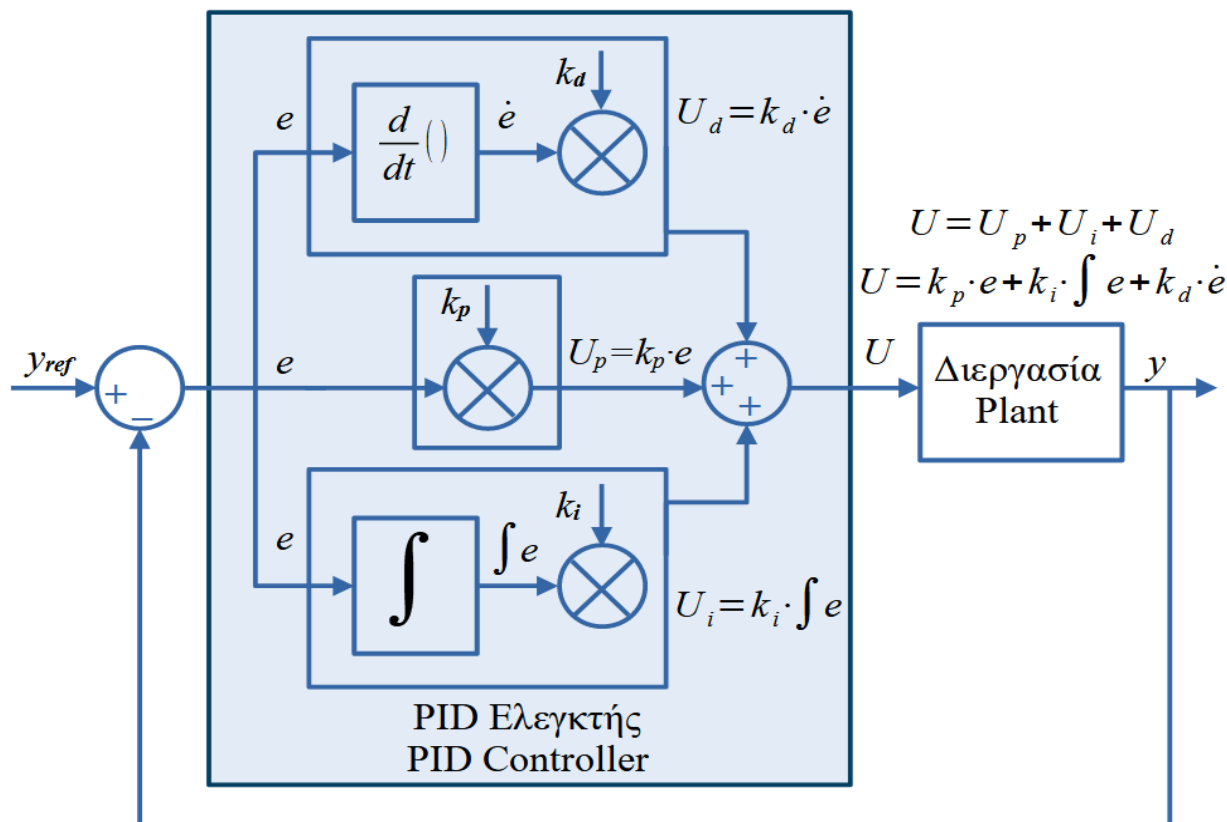 k_d
e
d/dt ()
ė
U_d = k_d · ė
U = U_p + U_i + U_d
U = k_p · e + k_i · ∫ e + k_d · ė
k_p
y_ref
+
−
e
U_p = k_p · e
+
+
+
U
Διεργασία
Plant
y
k_i
e
∫
∫ e
U_i = k_i · ∫ e
PID Ελεγκτής
PID Controller